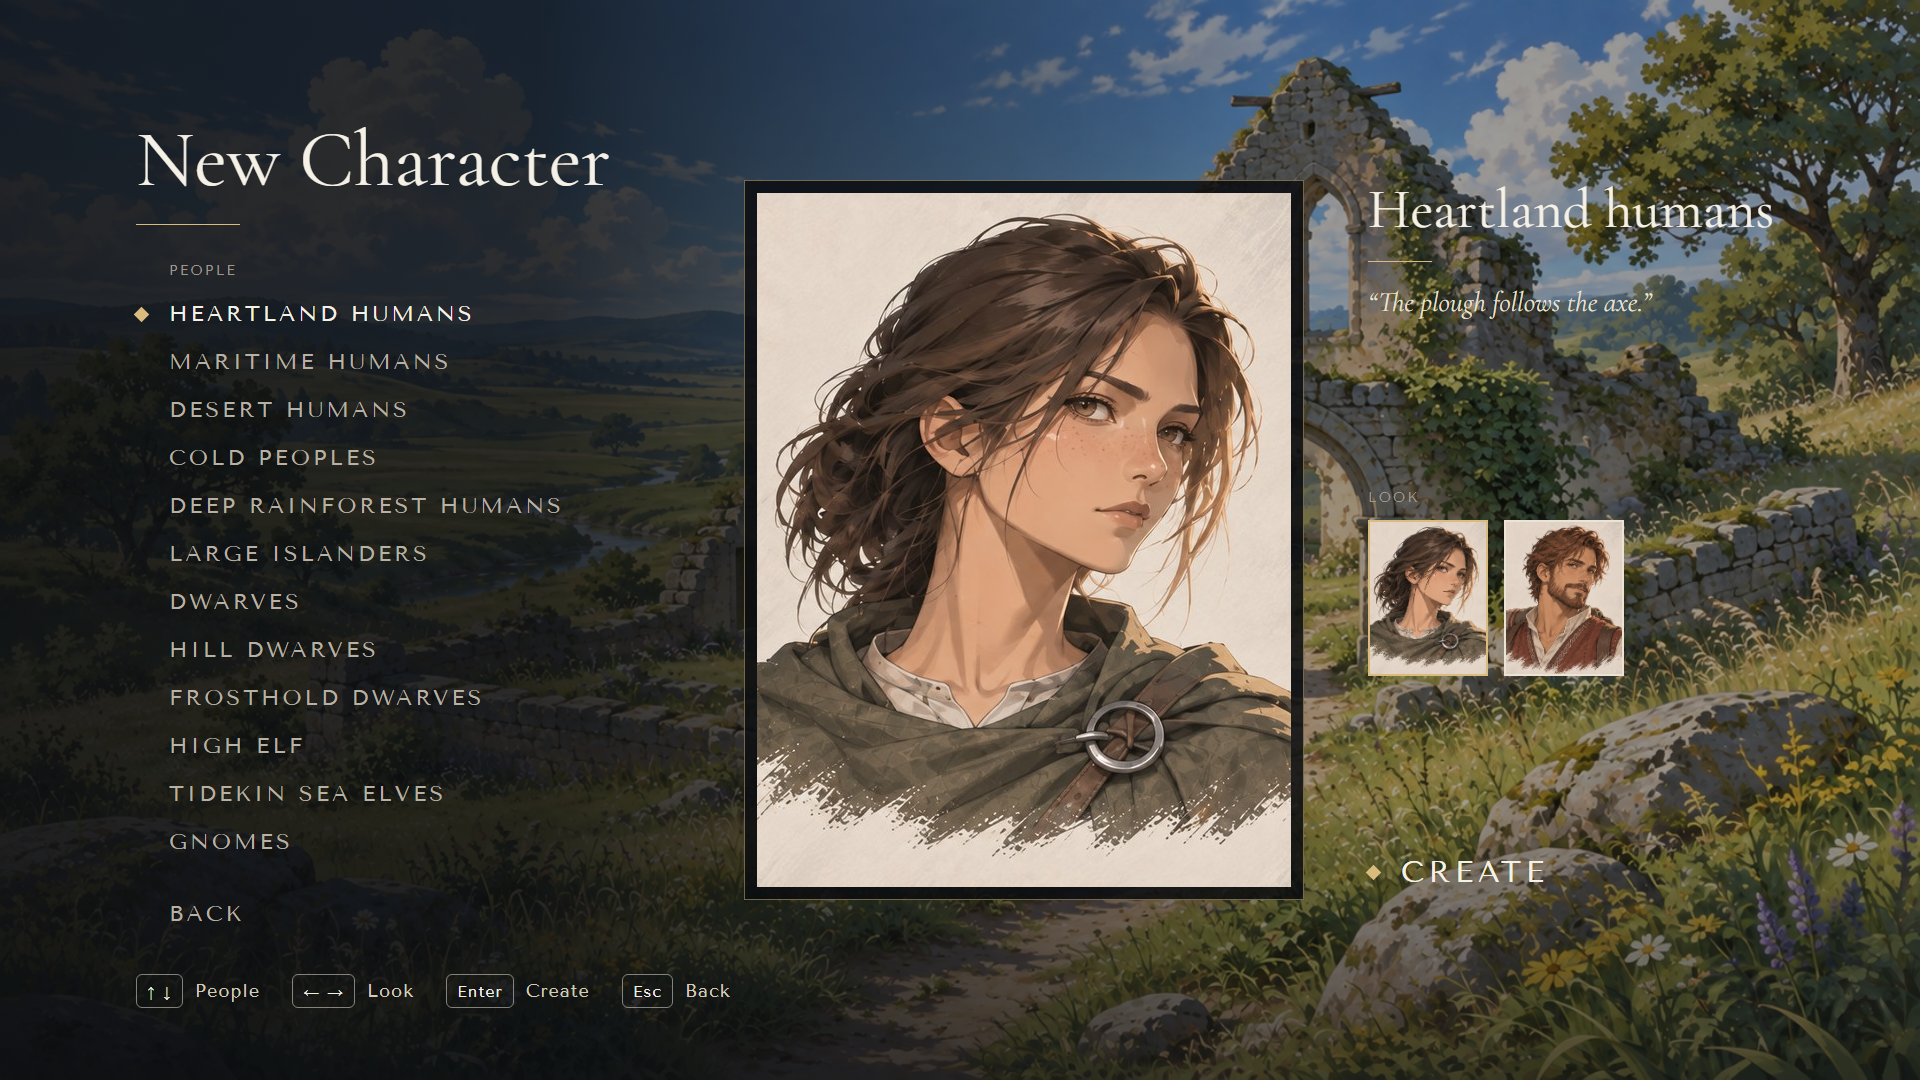 New Character
PEOPLE
HEARTLAND HUMANS
MARITIME HUMANS
DESERT HUMANS
COLD PEOPLES
DEEP RAINFOREST HUMANS
LARGE ISLANDERS
DWARVES
HILL DWARVES
FROSTHOLD DWARVES
HIGH ELF
TIDEKIN SEA ELVES
GNOMES
BACK
↑ ↓ People ← → Look Enter Create Esc Back
Heartland humans
“The plough follows the axe.”
LOOK
CREATE